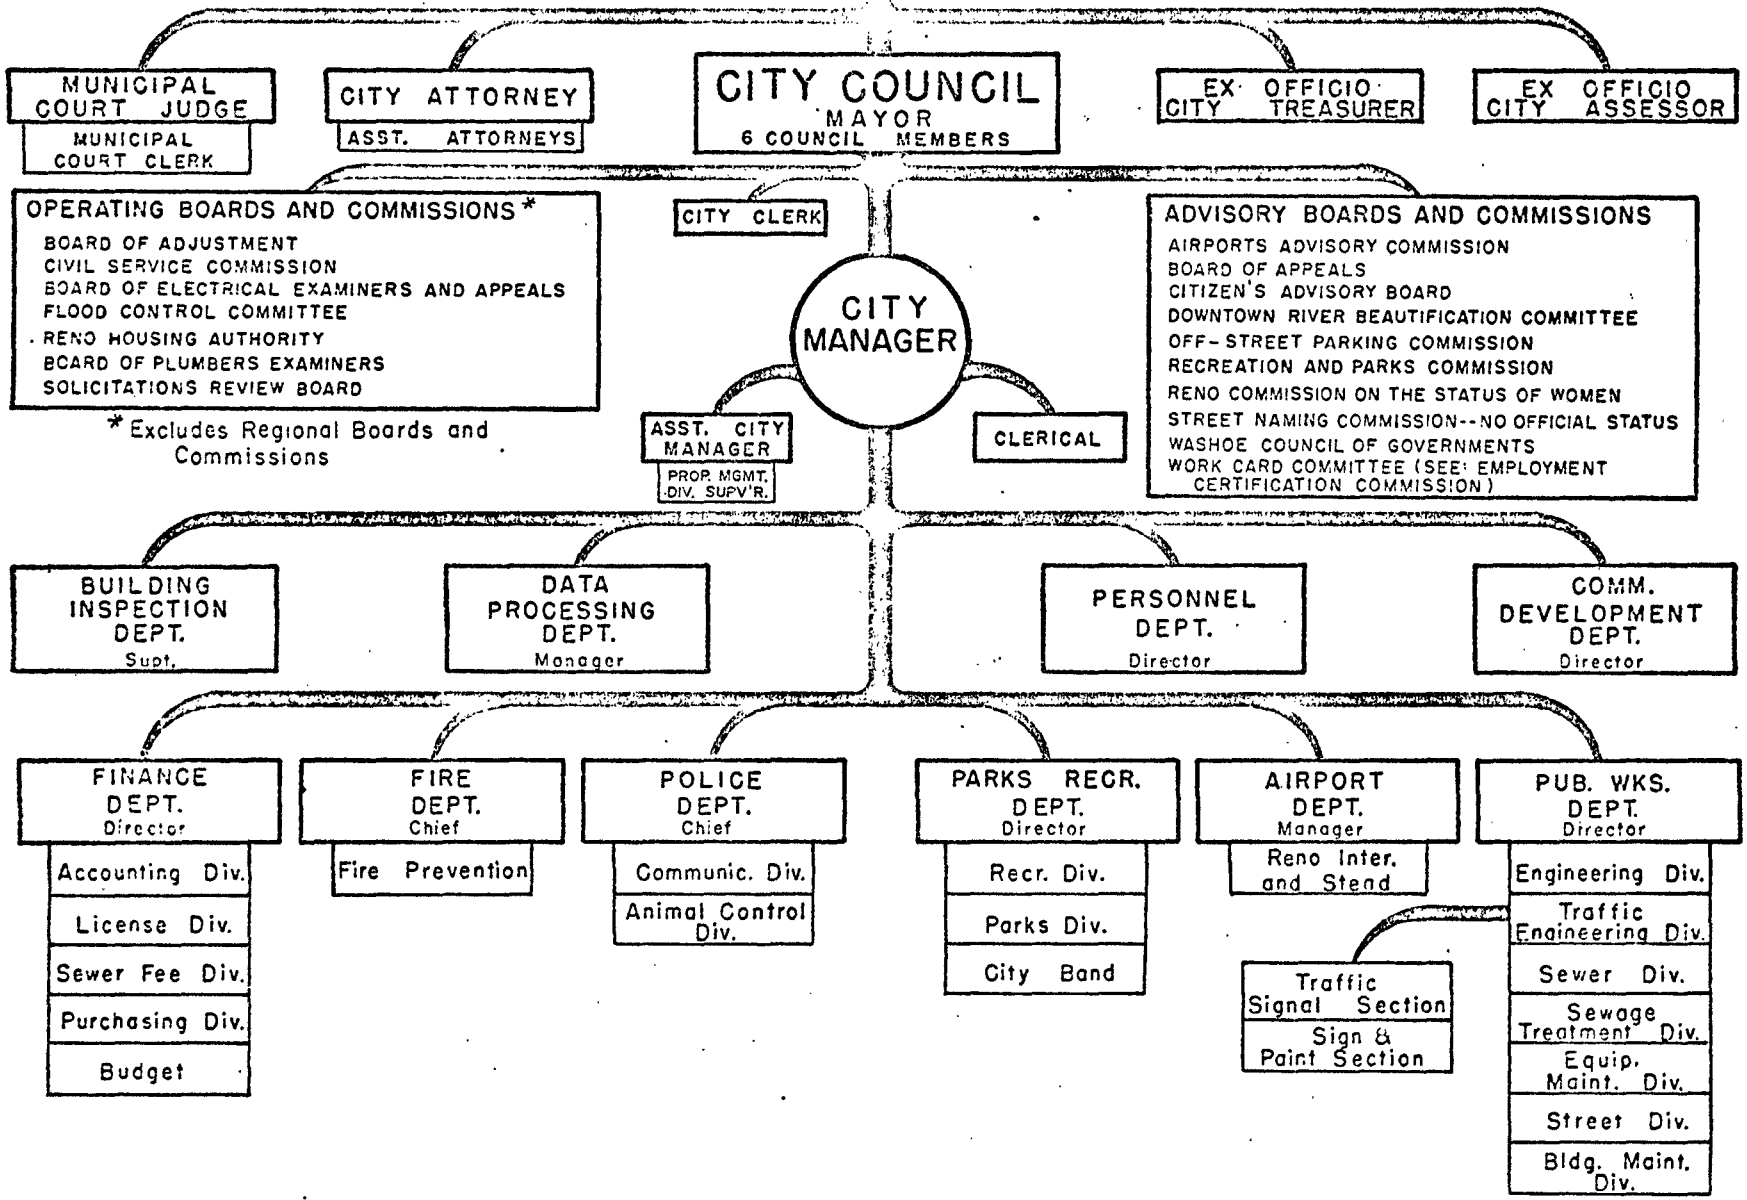 MUNICIPAL
COURT JUDGE
MUNICIPAL
COURT CLERK
CITY ATTORNEY
ASST. ATTORNEYS
CITY COUNCIL
MAYOR
6 COUNCIL MEMBERS
EX OFFICIO
CITY TREASURER
EX OFFICIO
CITY ASSESSOR
OPERATING BOARDS AND COMMISSIONS*
BOARD OF ADJUSTMENT
CIVIL SERVICE COMMISSION
BOARD OF ELECTRICAL EXAMINERS AND APPEALS
FLOOD CONTROL COMMITTEE
RENO HOUSING AUTHORITY
BOARD OF PLUMBERS EXAMINERS
SOLICITATIONS REVIEW BOARD
* Excludes Regional Boards and
Commissions
CITY CLERK
ADVISORY BOARDS AND COMMISSIONS
AIRPORTS ADVISORY COMMISSION
BOARD OF APPEALS
CITIZEN'S ADVISORY BOARD
DOWNTOWN RIVER BEAUTIFICATION COMMITTEE
OFF-STREET PARKING COMMISSION
RECREATION AND PARKS COMMISSION
RENO COMMISSION ON THE STATUS OF WOMEN
STREET NAMING COMMISSION--NO OFFICIAL STATUS
WASHOE COUNCIL OF GOVERNMENTS
WORK CARD COMMITTEE (SEE: EMPLOYMENT
CERTIFICATION COMMISSION)
CITY
MANAGER
ASST. CITY
MANAGER
PROP. MGMT.
DIV. SUPV'R.
CLERICAL
BUILDING
INSPECTION
DEPT.
Supt.
DATA
PROCESSING
DEPT.
Manager
PERSONNEL
DEPT.
Director
COMM.
DEVELOPMENT
DEPT.
Director
FINANCE
DEPT.
Director
Accounting Div.
License Div.
Sewer Fee Div.
Purchasing Div.
Budget
FIRE
DEPT.
Chief
Fire Prevention
POLICE
DEPT.
Chief
Communic. Div.
Animal Control
Div.
PARKS RECR.
DEPT.
Director
Recr. Div.
Parks Div.
City Band
AIRPORT
DEPT.
Manager
Reno Inter.
and Stead
PUB. WKS.
DEPT.
Director
Engineering Div.
Traffic
Engineering Div.
Traffic
Signal Section
Sign &
Paint Section
Sewer Div.
Sewage
Treatment Div.
Equip.
Maint. Div.
Street Div.
Bldg. Maint.
Div.